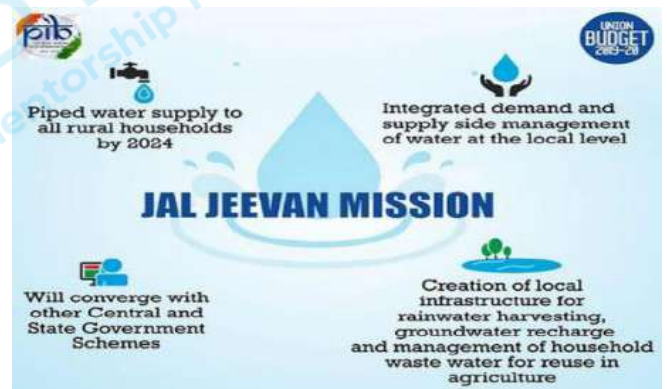 pib
UNION
BUDGET
2019-20
Piped water supply to
all rural households
by 2024
Integrated demand and
supply side management
of water at the local level
JAL JEEVAN MISSION
Will converge with
other Central and
State Government
Schemes
Creation of local
infrastructure for
rainwater harvesting,
groundwater recharge
and management of household
waste water for reuse in
agriculture